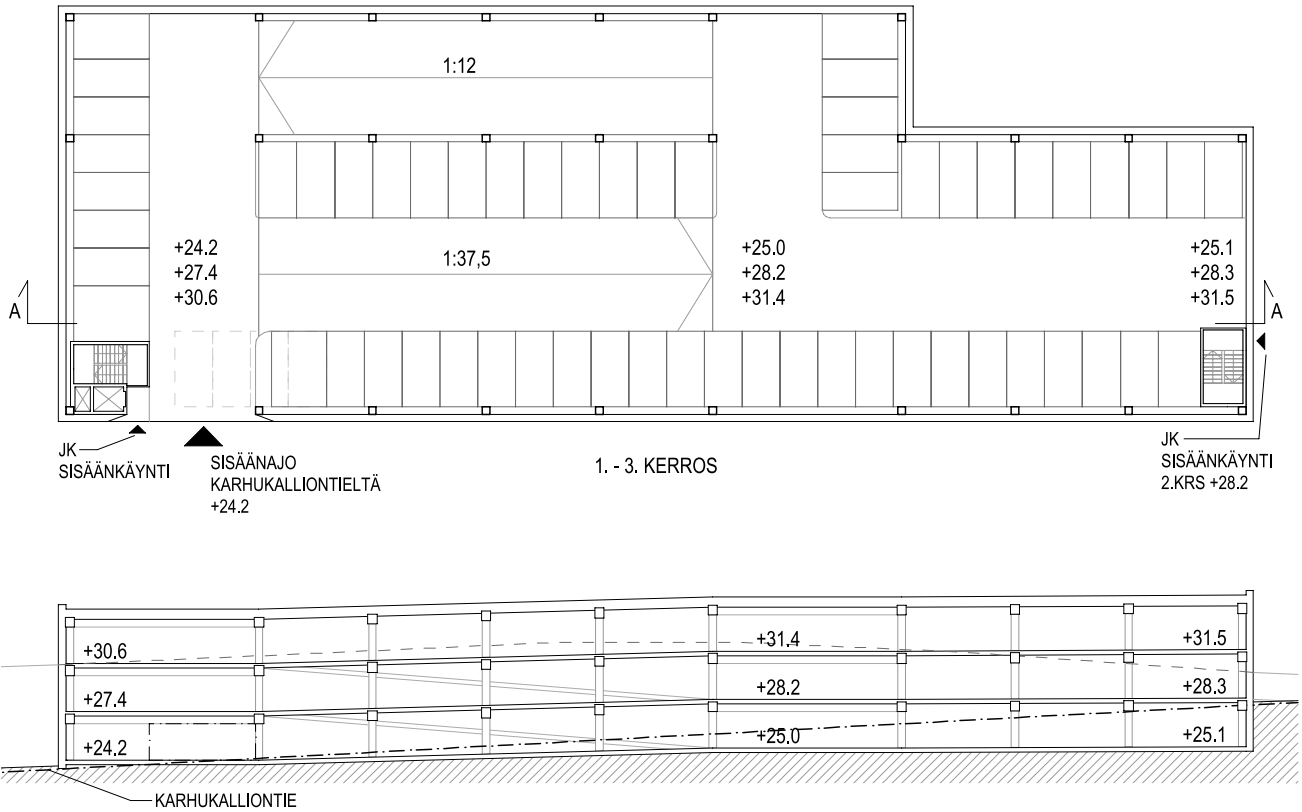 1:12
+24.2
+27.4
+30.6
1:37,5
+25.0
+28.2
+31.4
+25.1
+28.3
+31.5
A
A
JK
SISÄÄNKÄYNTI
SISÄÄNAJO
KARHUKALLIONTIELTÄ
+24.2
1. - 3. KERROS
JK
SISÄÄNKÄYNTI
2.KRS +28.2
+30.6
+31.4
+31.5
+27.4
+28.2
+28.3
+24.2
+25.0
+25.1
KARHUKALLIONTIE